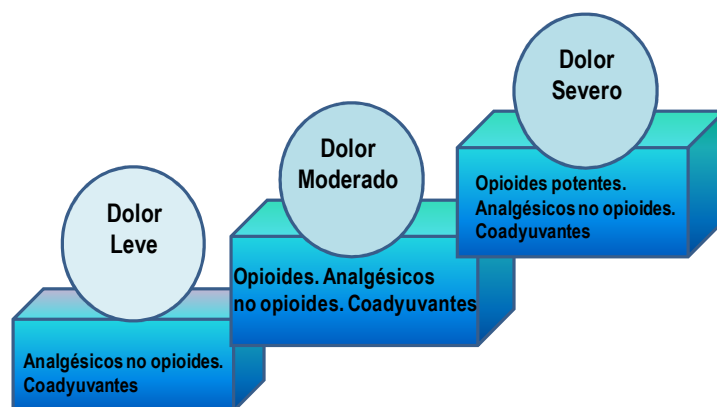 Dolor
Leve
Analgésicos no opioides.
Coadyuvantes
Dolor
Moderado
Opioides. Analgésicos
no opioides. Coadyuvantes
Dolor
Severo
Opioides potentes.
Analgésicos no opioides.
Coadyuvantes